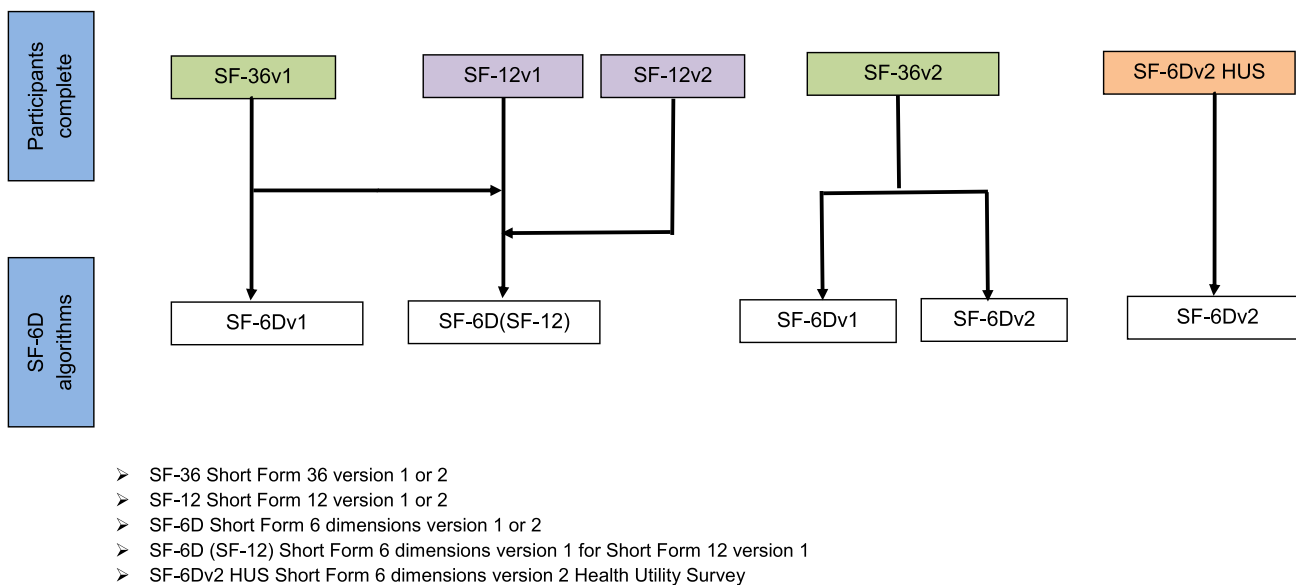 Participants
complete
SF-36v1
SF-12v1
SF-12v2
SF-36v2
SF-6Dv2 HUS
SF-6D
algorithms
SF-6Dv1
SF-6D(SF-12)
SF-6Dv1
SF-6Dv2
SF-6Dv2
➢ SF-36 Short Form 36 version 1 or 2
➢ SF-12 Short Form 12 version 1 or 2
➢ SF-6D Short Form 6 dimensions version 1 or 2
➢ SF-6D (SF-12) Short Form 6 dimensions version 1 for Short Form 12 version 1
➢ SF-6Dv2 HUS Short Form 6 dimensions version 2 Health Utility Survey